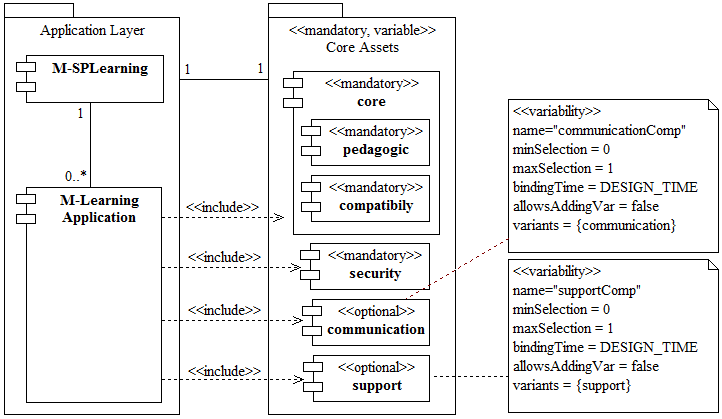 Application Layer
M-SPLearning
1
0..*
M-Learning
Application
1
1
<<include>>
<<include>>
<<include>>
<<include>>
<<mandatory, variable>>
Core Assets
<<mandatory>>
core
<<mandatory>>
pedagogic
<<mandatory>>
compatibily
<<mandatory>>
security
<<optional>>
communication
<<optional>>
support
<<variability>>
name="communicationComp"
minSelection = 0
maxSelection = 1
bindingTime = DESIGN_TIME
allowsAddingVar = false
variants = {communication}
<<variability>>
name="supportComp"
minSelection = 0
maxSelection = 1
bindingTime = DESIGN_TIME
allowsAddingVar = false
variants = {support}